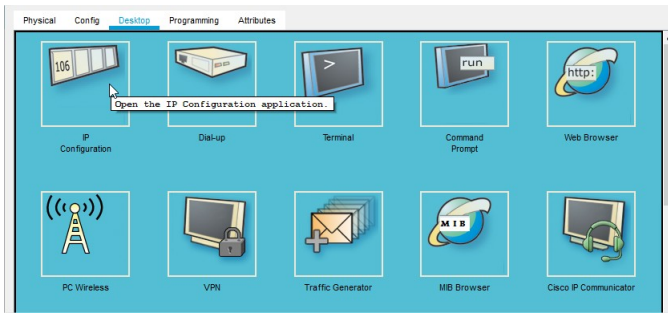 Physical Config Desktop Programming Attributes
106
>
run
http:
Open the IP Configuration application.
IP
Configuration
Dial-up
Terminal
Command
Prompt
Web Browser
MIB
PC Wireless
VPN
Traffic Generator
MIB Browser
Cisco IP Communicator